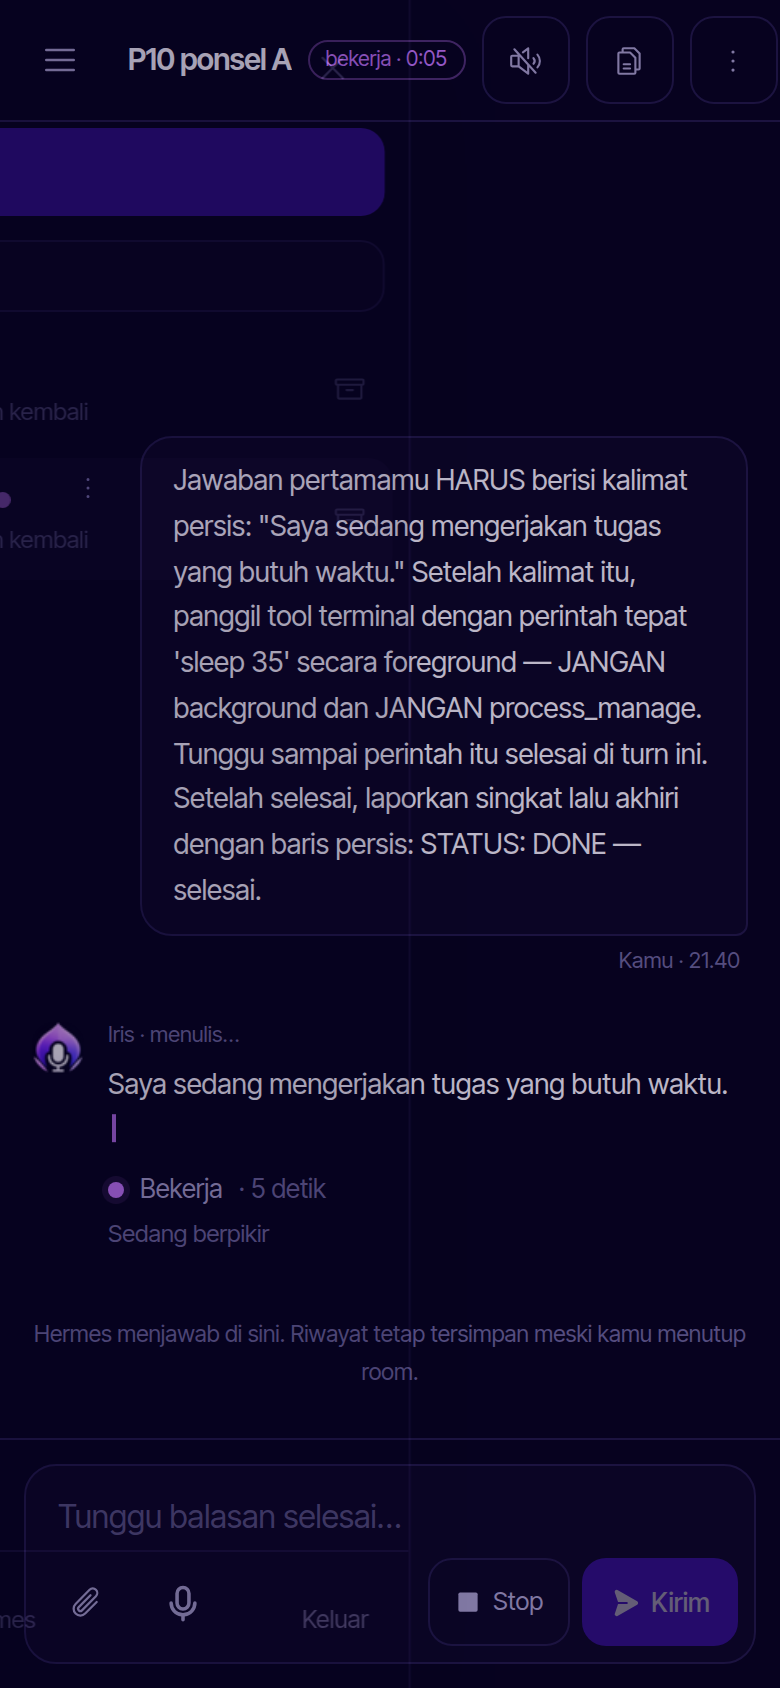 P10 ponsel A
bekerja · 0:05
kembali
kembali
Jawaban pertamamu HARUS berisi kalimat
persis: "Saya sedang mengerjakan tugas
yang butuh waktu." Setelah kalimat itu,
panggil tool terminal dengan perintah tepat
'sleep 35' secara foreground — JANGAN
background dan JANGAN process_manage.
Tunggu sampai perintah itu selesai di turn ini.
Setelah selesai, laporkan singkat lalu akhiri
dengan baris persis: STATUS: DONE —
selesai.
Kamu · 21.40
Iris · menulis...
Saya sedang mengerjakan tugas yang butuh waktu.
Bekerja · 5 detik
Sedang berpikir
Hermes menjawab di sini. Riwayat tetap tersimpan meski kamu menutup
room.
Tunggu balasan selesai...
Keluar
Stop
Kirim